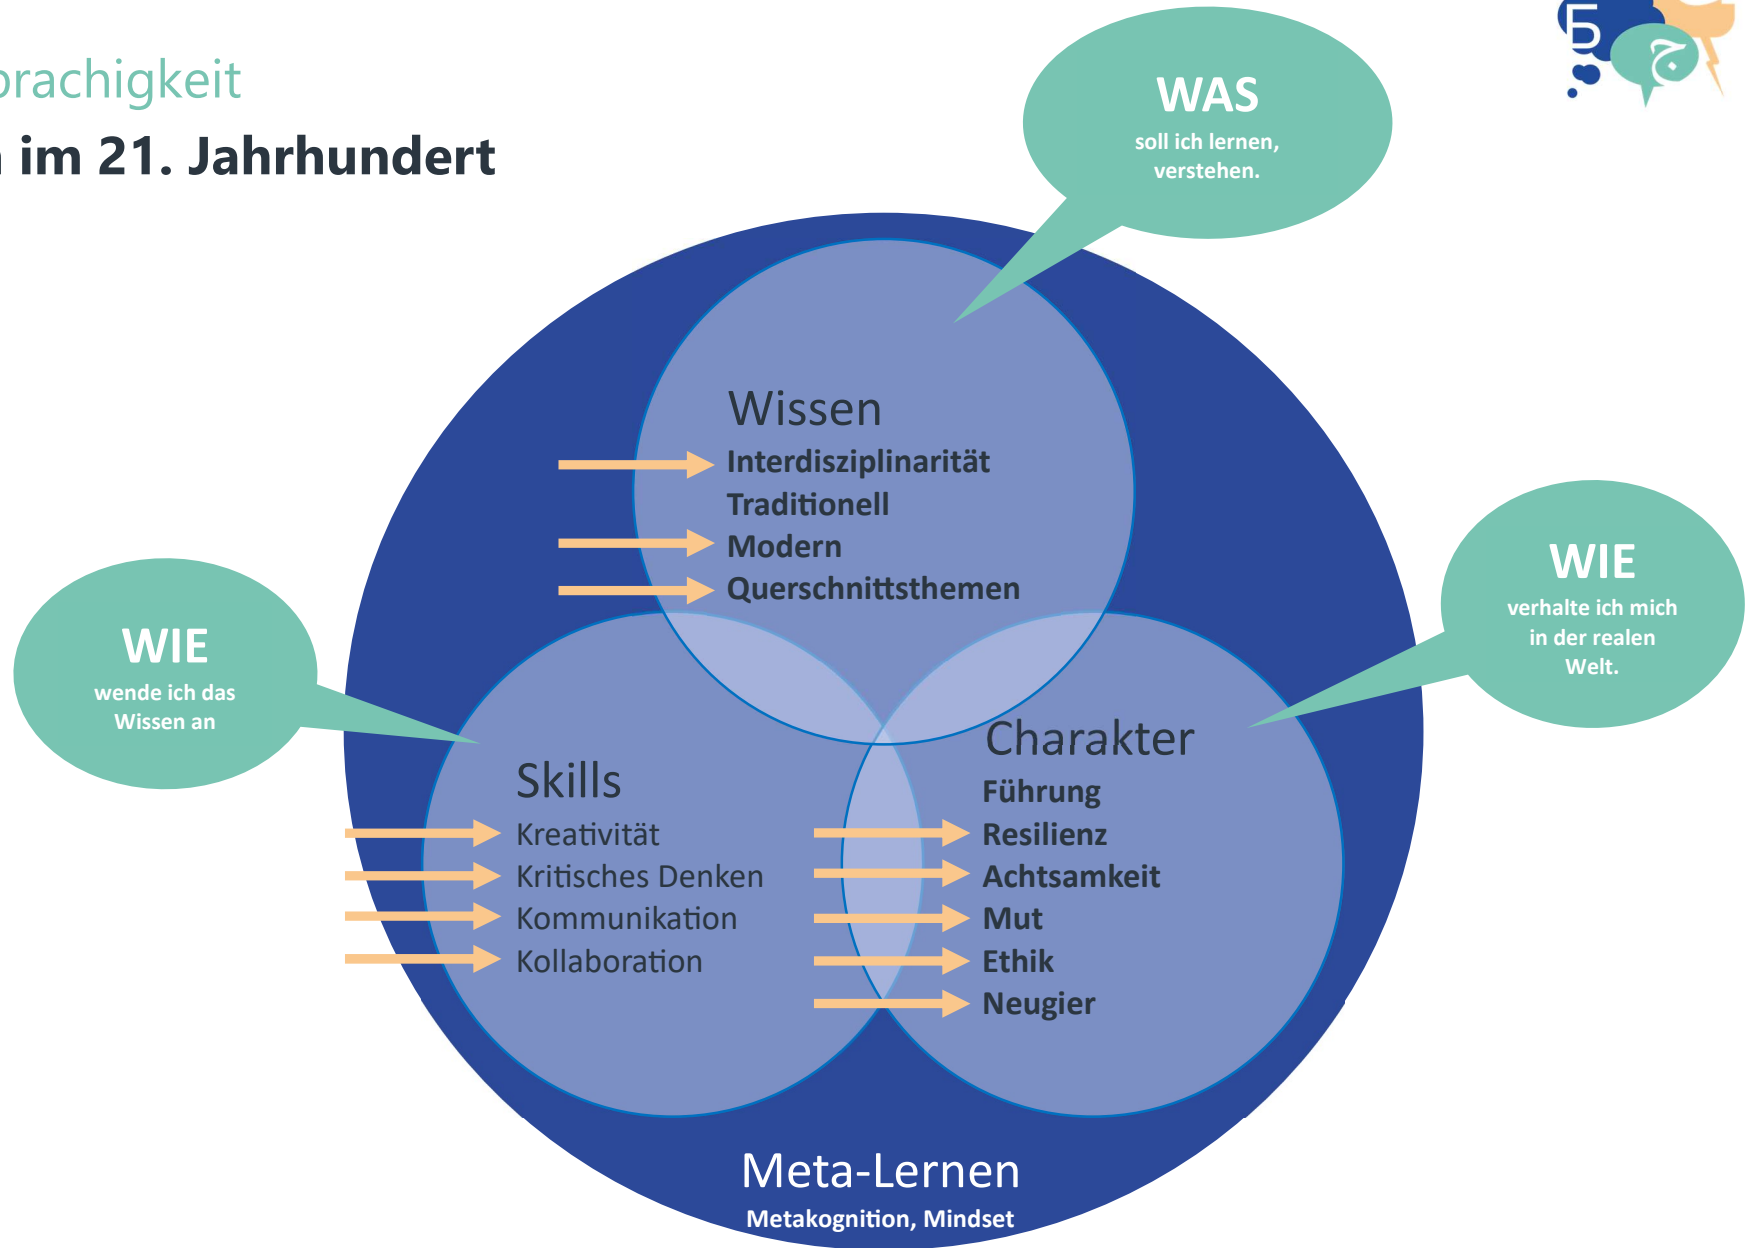 prachigkeit
im 21. Jahrhundert
Б
ج
WAS
soll ich lernen,
verstehen.
Wissen
Interdisziplinarität
Traditionell
Modern
Querschnittsthemen
WIE
wende ich das
Wissen an
WIE
verhalte ich mich
in der realen
Welt.
Skills
Kreativität
Kritisches Denken
Kommunikation
Kollaboration
Charakter
Führung
Resilienz
Achtsamkeit
Mut
Ethik
Neugier
Meta-Lernen
Metakognition, Mindset